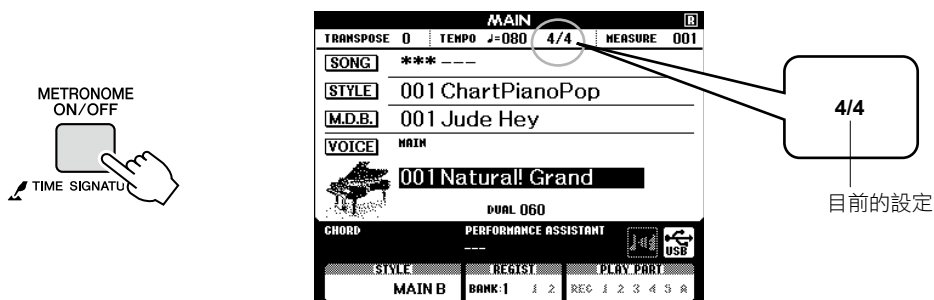 METRONOME
ON/OFF
TIME SIGNATU
MAIN
R
TRANSPOSE 0 TEMPO ♩=080 4/4 MEASURE 001
SONG *** ---
STYLE 001 ChartPianoPop
M.D.B. 001 Jude Hey
VOICE MAIN
001 Natural! Grand
DUAL 060
CHORD PERFORMANCE ASSISTANT
---
USB
STYLE REGIST PLAY PART
MAIN B BANK:1 1 2 REC 1 2 3 4 5 A
4/4
目前的設定